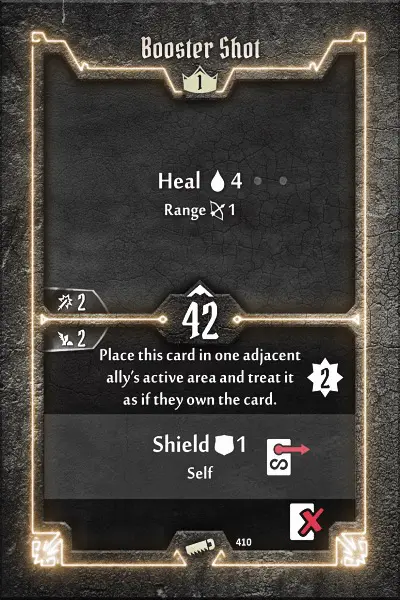 Booster Shot
1
Heal 4
Range 1
2
42
2
Place this card in one adjacent
ally's active area and treat it
as if they own the card.
2
Shield 1
Self
S
410